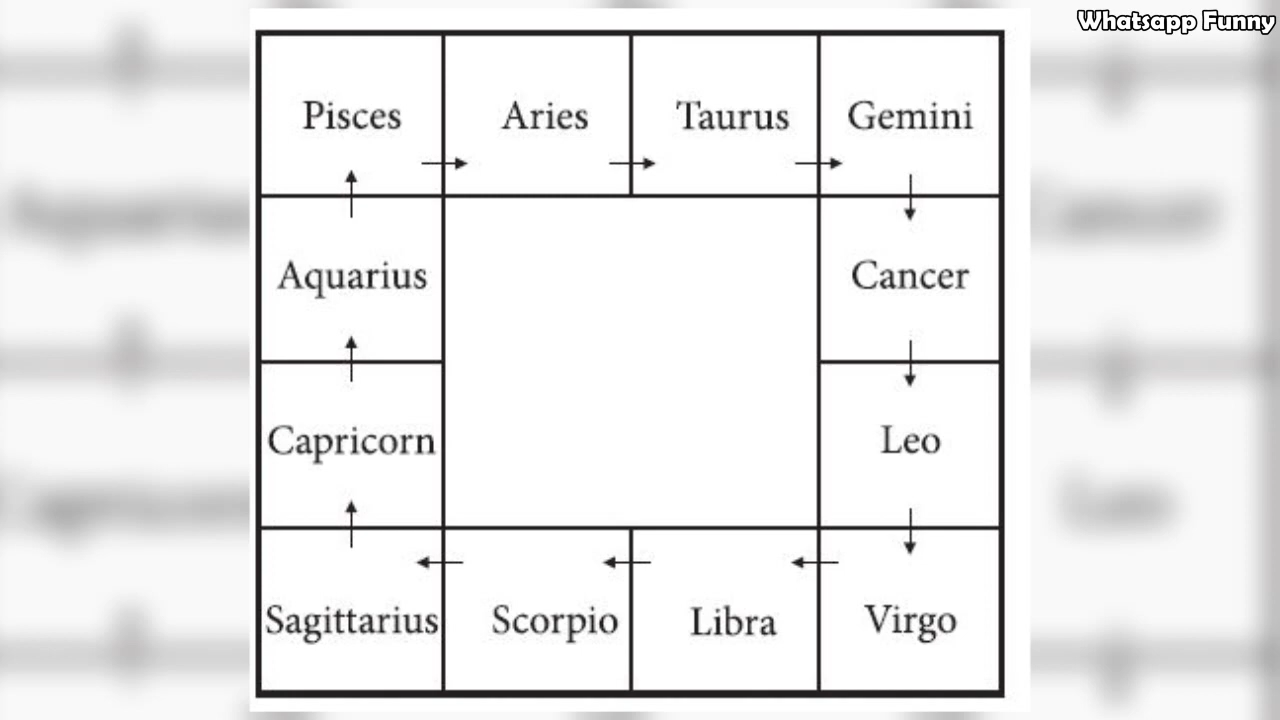 Whatsapp Funny
Pisces Aries Taurus Gemini
Aquarius Cancer
Capricorn Leo
Sagittarius Scorpio Libra Virgo